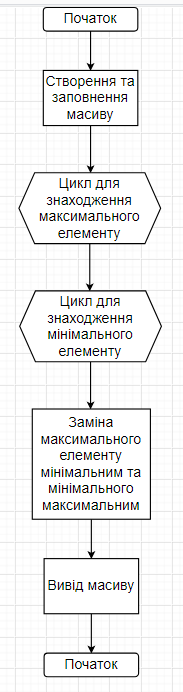 Початок
Створення та
заповнення
масиву
Цикл для
знаходження
максимального
елементу
Цикл для
знаходження
мінімального
елементу
Заміна
максимального
елементу
мінімальним та
мінімального
максимальним
Вивід масиву
Початок